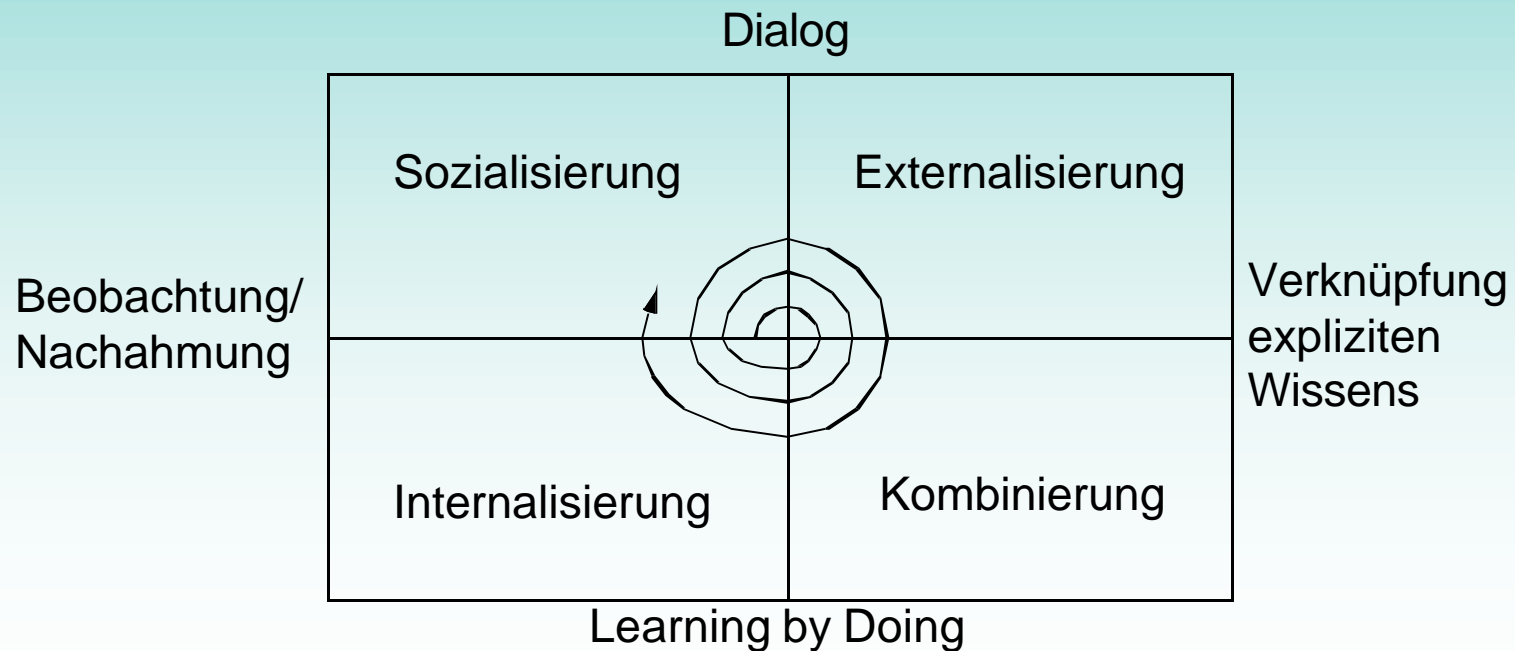 Dialog
Sozialisierung
Externalisierung
Beobachtung/
Nachahmung
Verknüpfung
expliziten
Wissens
Internalisierung
Kombinierung
Learning by Doing